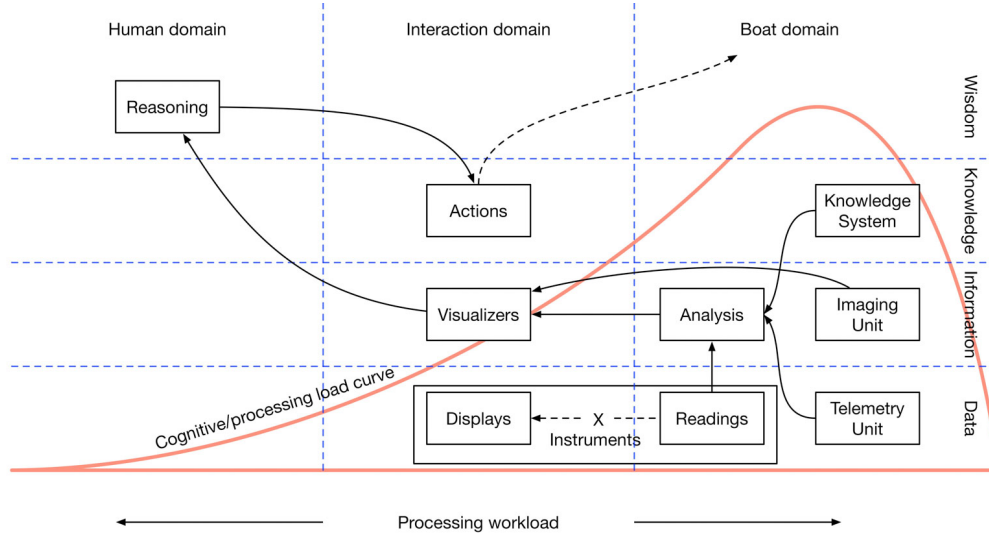 Human domain
Interaction domain
Boat domain
Wisdom
Reasoning
Knowledge
Actions
Knowledge
System
Information
Visualizers
Analysis
Imaging
Unit
Cognitive/processing load curve
Data
Displays
X
Instruments
Readings
Telemetry
Unit
Processing workload